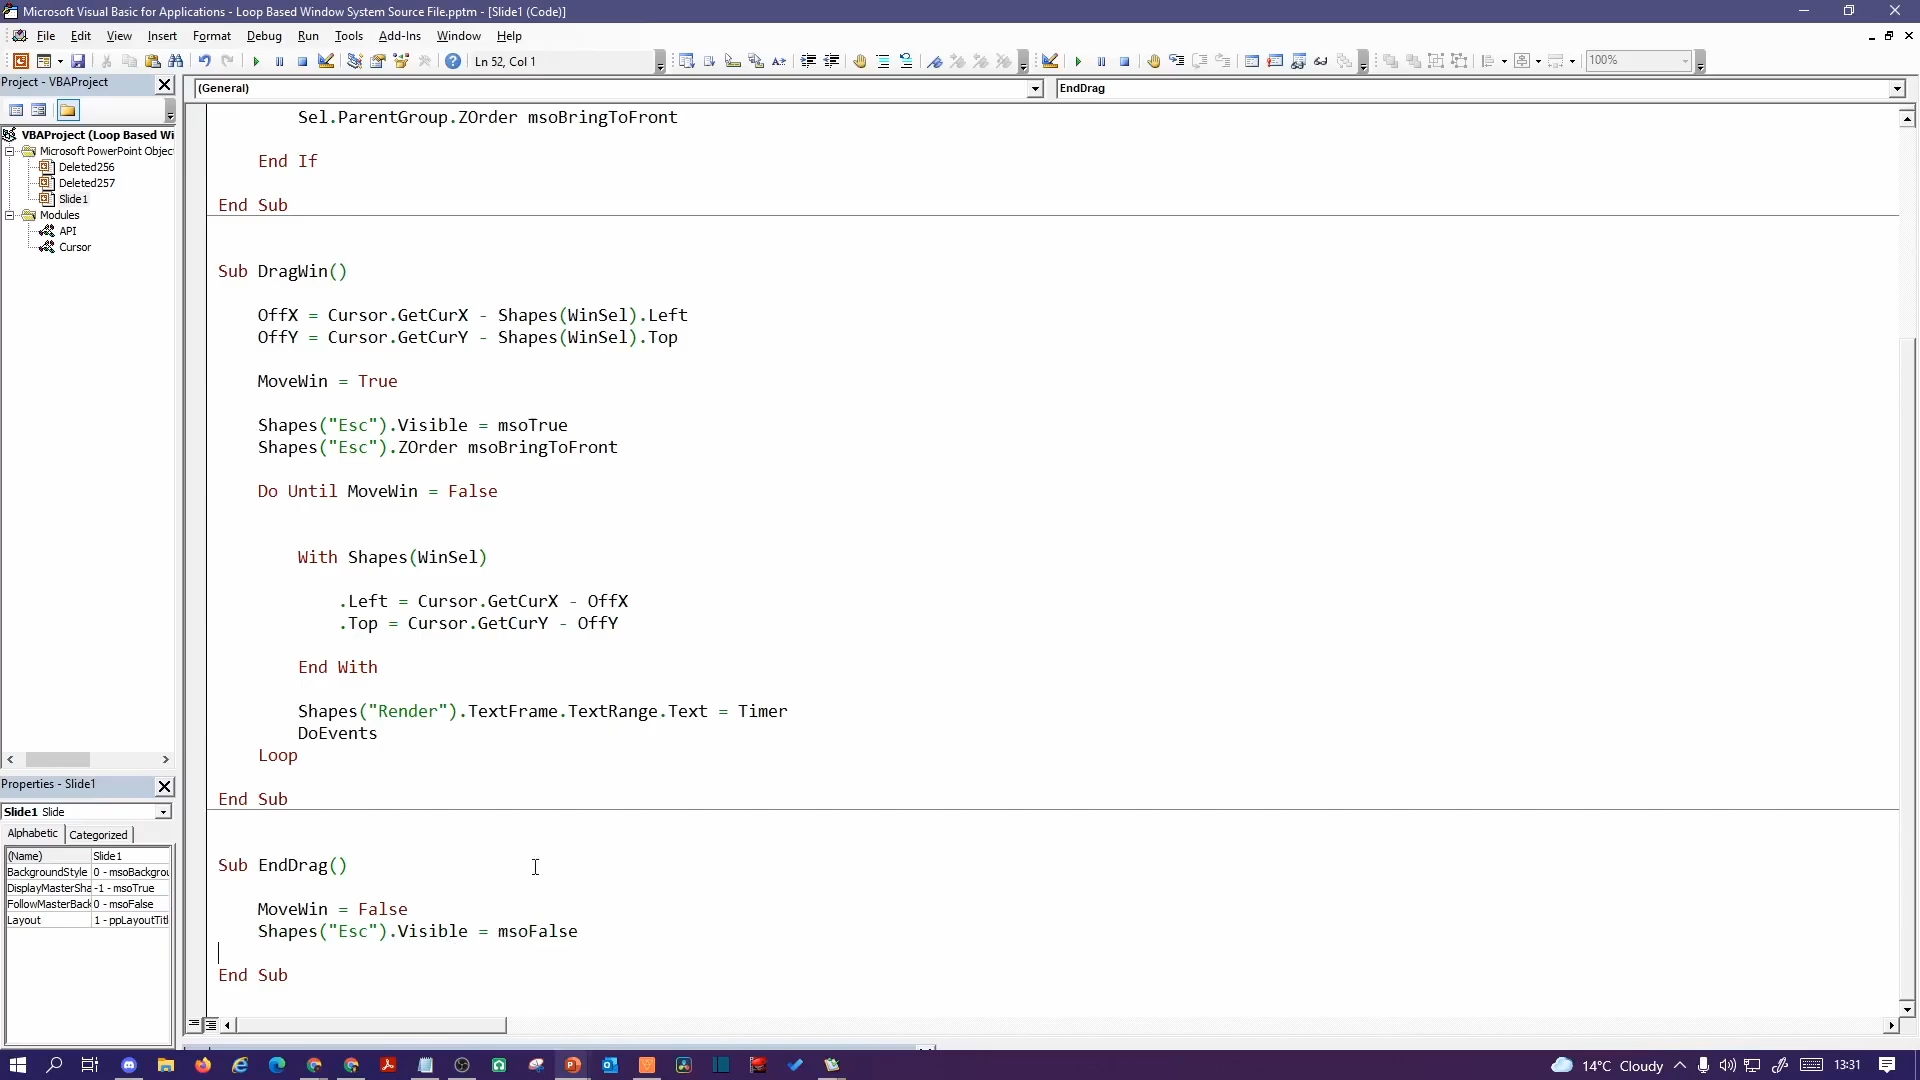 Microsoft Visual Basic for Applications - Loop Based Window System Source File.pptm - [Slide1 (Code)]
File Edit View Insert Format Debug Run Tools Add-Ins Window Help
Ln 52, Col 1
100%
Project - VBAProject
(General)
EndDrag
VBAProject (Loop Based Wi
Microsoft PowerPoint Objec
Deleted256
Deleted257
Slide1
Modules
API
Cursor
Sel.ParentGroup.ZOrder msoBringToFront
End If
End Sub
Sub DragWin()
OffX = Cursor.GetCurX - Shapes(WinSel).Left
OffY = Cursor.GetCurY - Shapes(WinSel).Top
MoveWin = True
Shapes("Esc").Visible = msoTrue
Shapes("Esc").ZOrder msoBringToFront
Do Until MoveWin = False
With Shapes(WinSel)
.Left = Cursor.GetCurX - OffX
.Top = Cursor.GetCurY - OffY
End With
Shapes("Render").TextFrame.TextRange.Text = Timer
DoEvents
Loop
End Sub
Sub EndDrag()
MoveWin = False
Shapes("Esc").Visible = msoFalse
End Sub
Properties - Slide1
Slide1 Slide
Alphabetic Categorized
(Name) Slide1
BackgroundStyle 0 - msoBackgrou
DisplayMasterSha -1 - msoTrue
FollowMasterBack 0 - msoFalse
Layout 1 - ppLayoutTitl
14°C Cloudy
13:31